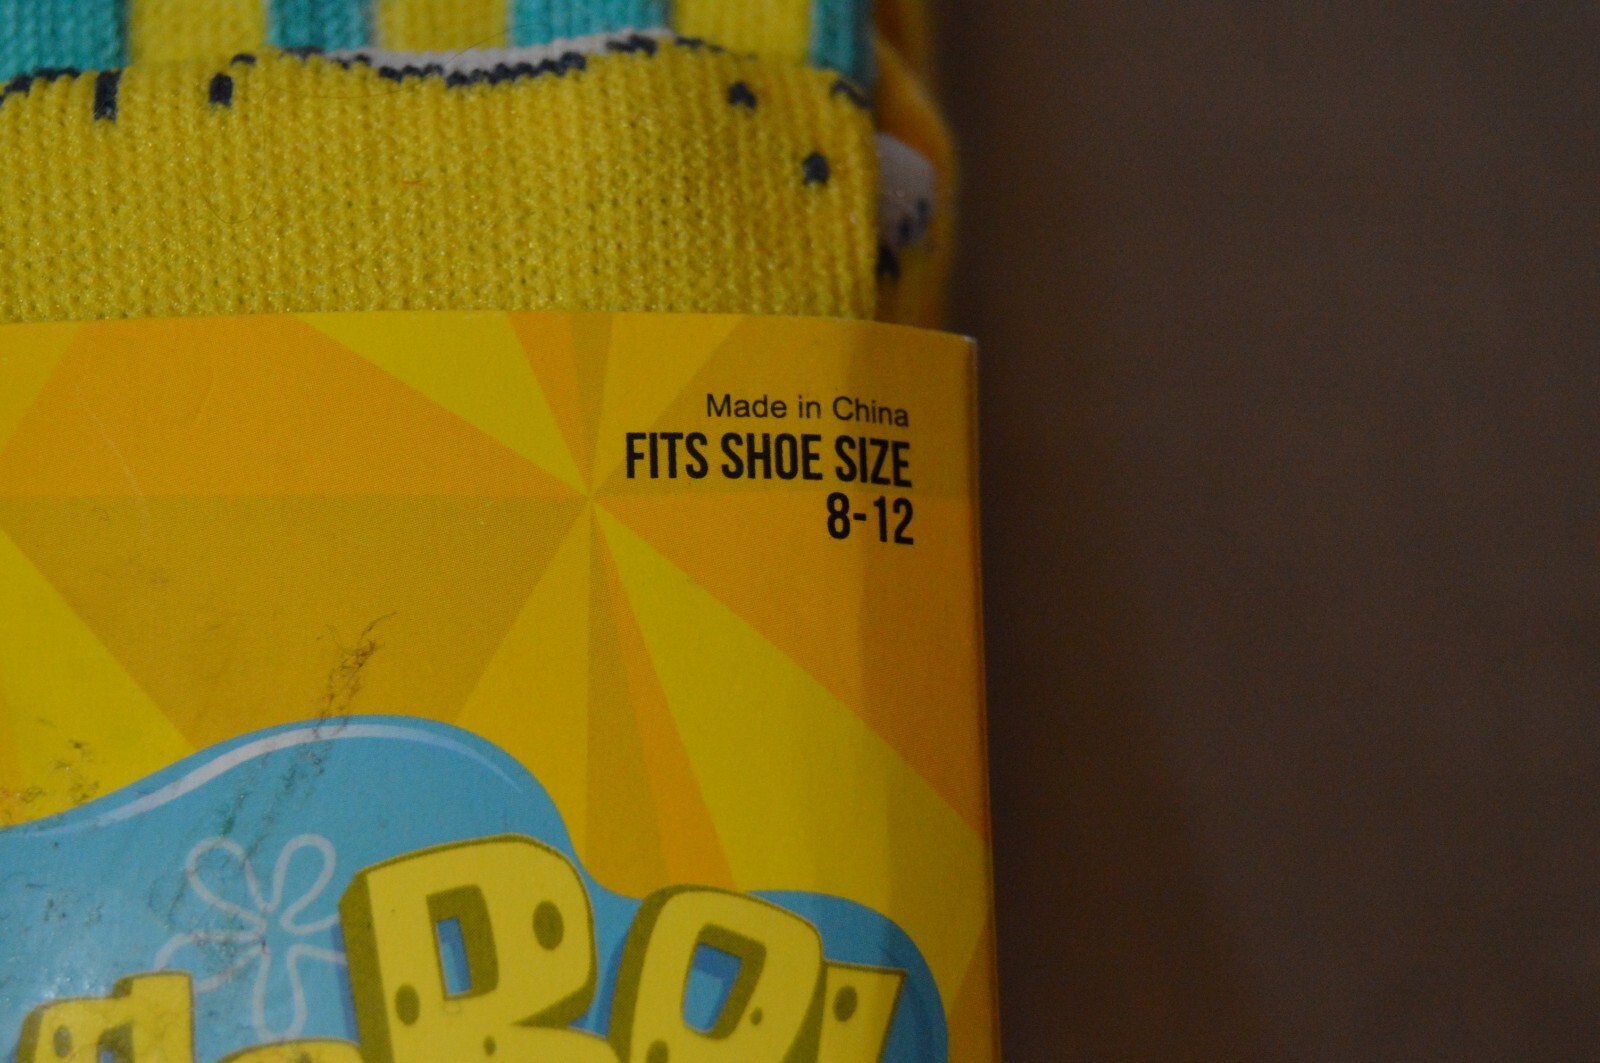 Made in China
FITS SHOE SIZE
8-12